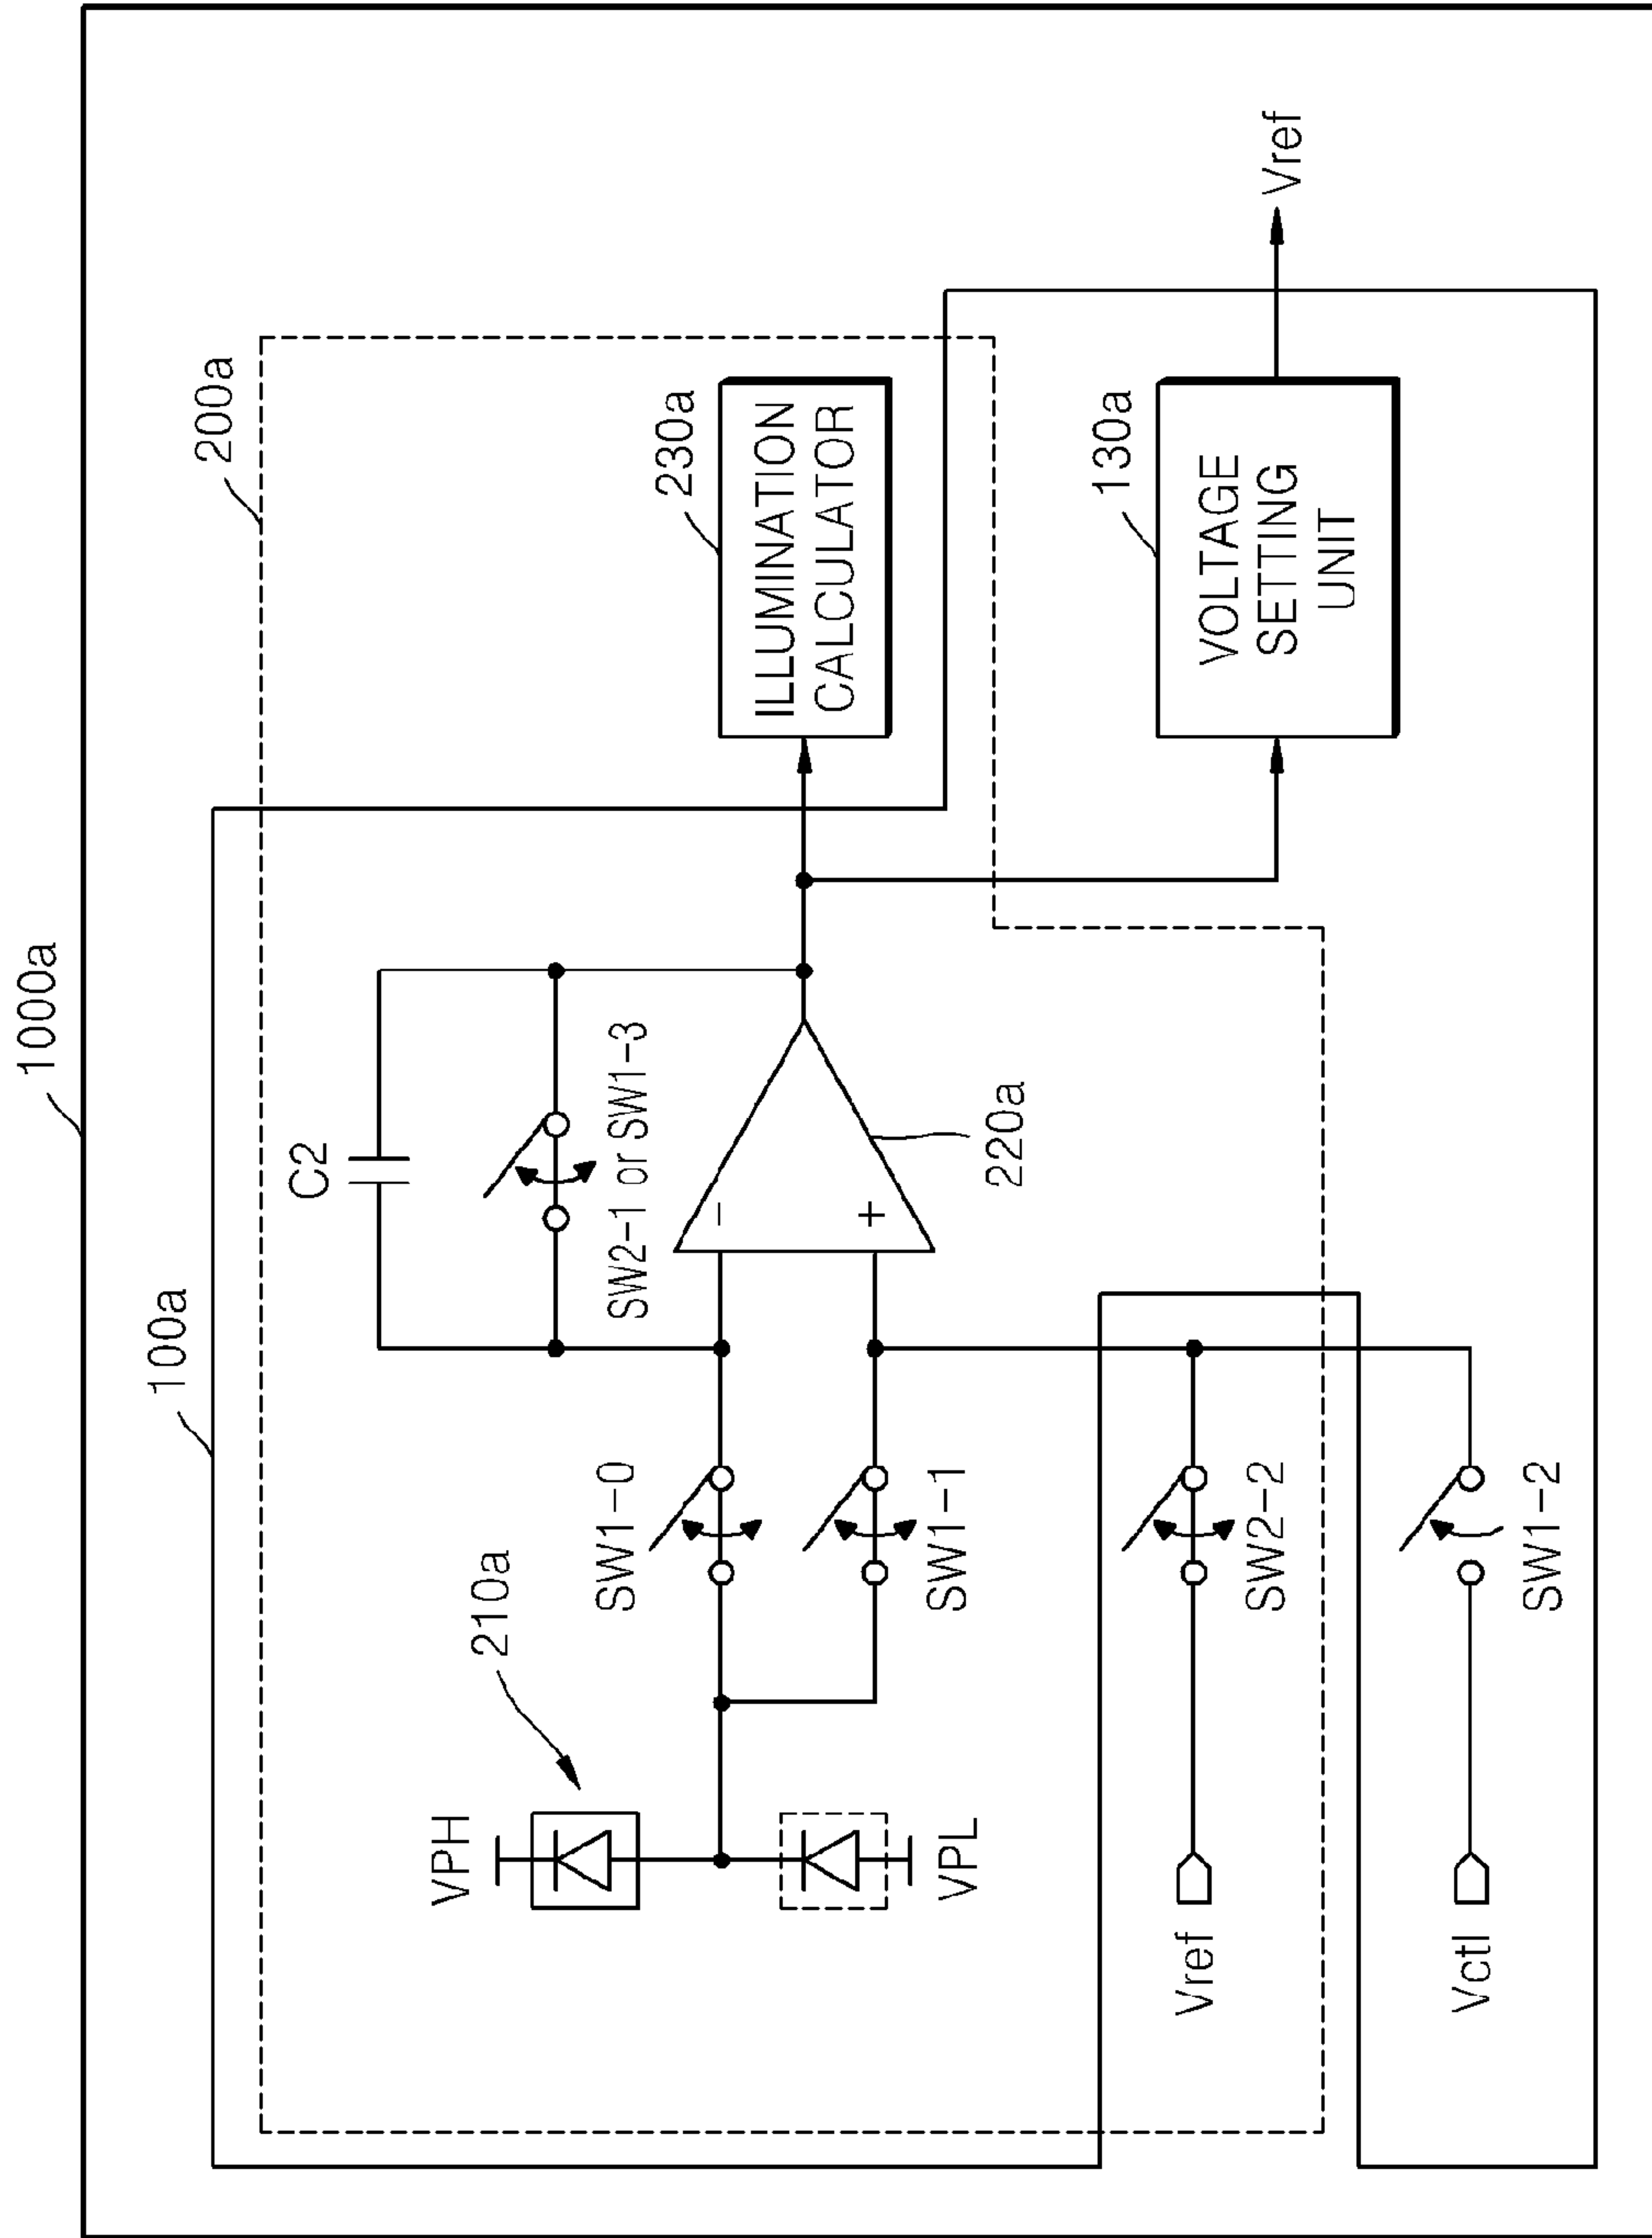 1000a
100a
200a
C2
SW2-1 or SW1-3
VPH
210a
SW1-0
-
230a
ILLUMINATION
CALCULATOR
+
220a
SW1-1
VPL
130a
VOLTAGE
SETTING
UNIT
Vref
Vref
SW2-2
Vctl
SW1-2